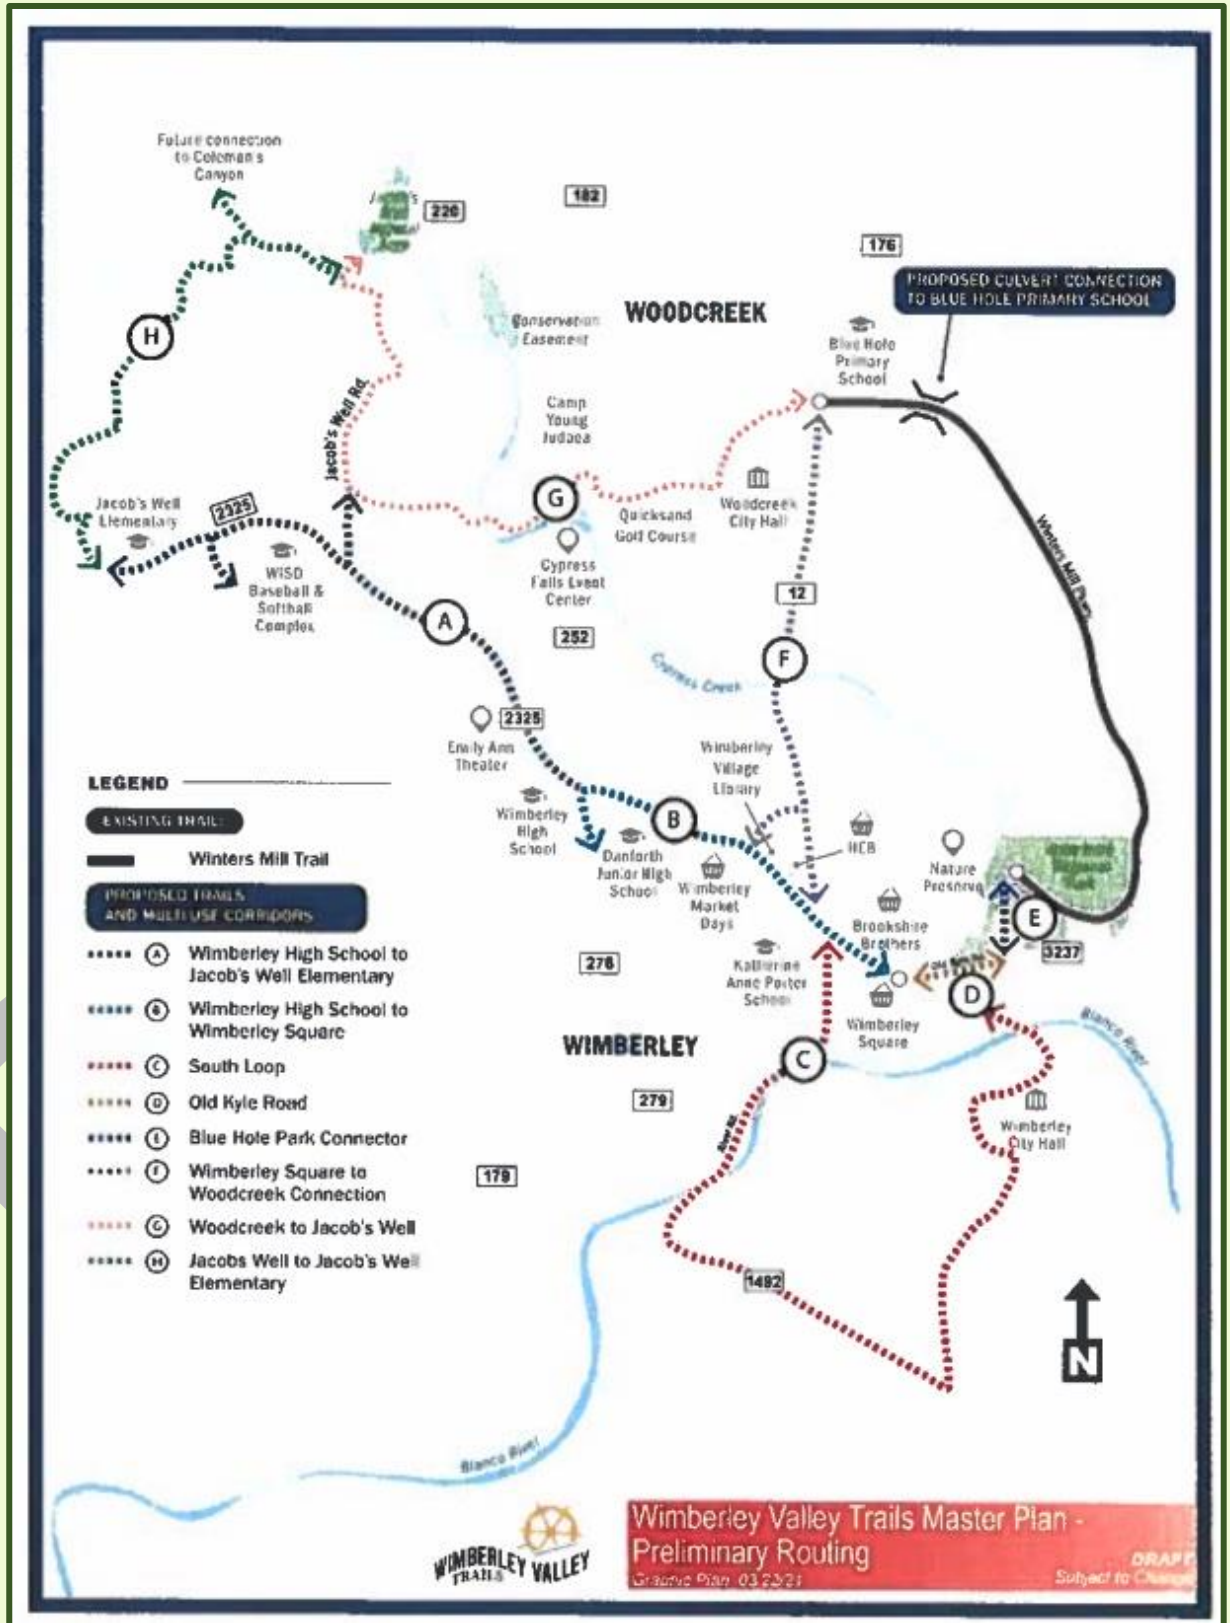 Future connection
to Coleman's
Canyon
220
182
176
PROPOSED CULVERT CONNECTION
TO BLUE HOLE PRIMARY SCHOOL
WOODCREEK
Conservation
Easement
Blue Hole
Primary
School
H
Jacob's Well Rd.
Camp
Young
Judaea
G
Quicksand
Golf Course
Woodcreek
City Hall
Jacob's Well
Elementary
2325
WISD
Baseball &
Softball
Complex
Cypress
Falls Event
Center
252
12
A
F
Cypress Creek
Winters Mill
2325
Emily Ann
Theater
Wimberley
Village
Library
Wimberley
High
School
B
Danforth
Junior High
School
Wimberley
Market
Days
HEB
Nature
Preserve
Brookshire
Brothers
E
3237
276
Katherine
Anne Porter
School
D
Wimberley
Square
WIMBERLEY
C
Blanco River
279
Wimberley
City Hall
179
1492
N
Blanco River
LEGEND
EXISTING TRAIL:
Winters Mill Trail
PROPOSED TRAILS
AND MULTI USE CORRIDORS
A Wimberley High School to
Jacob's Well Elementary
B Wimberley High School to
Wimberley Square
C South Loop
D Old Kyle Road
E Blue Hole Park Connector
F Wimberley Square to
Woodcreek Connection
G Woodcreek to Jacob's Well
H Jacobs Well to Jacob's Well
Elementary
WIMBERLEY VALLEY
TRAILS
Wimberley Valley Trails Master Plan -
Preliminary Routing
Graphic Plan
DRAFT
Subject to Change